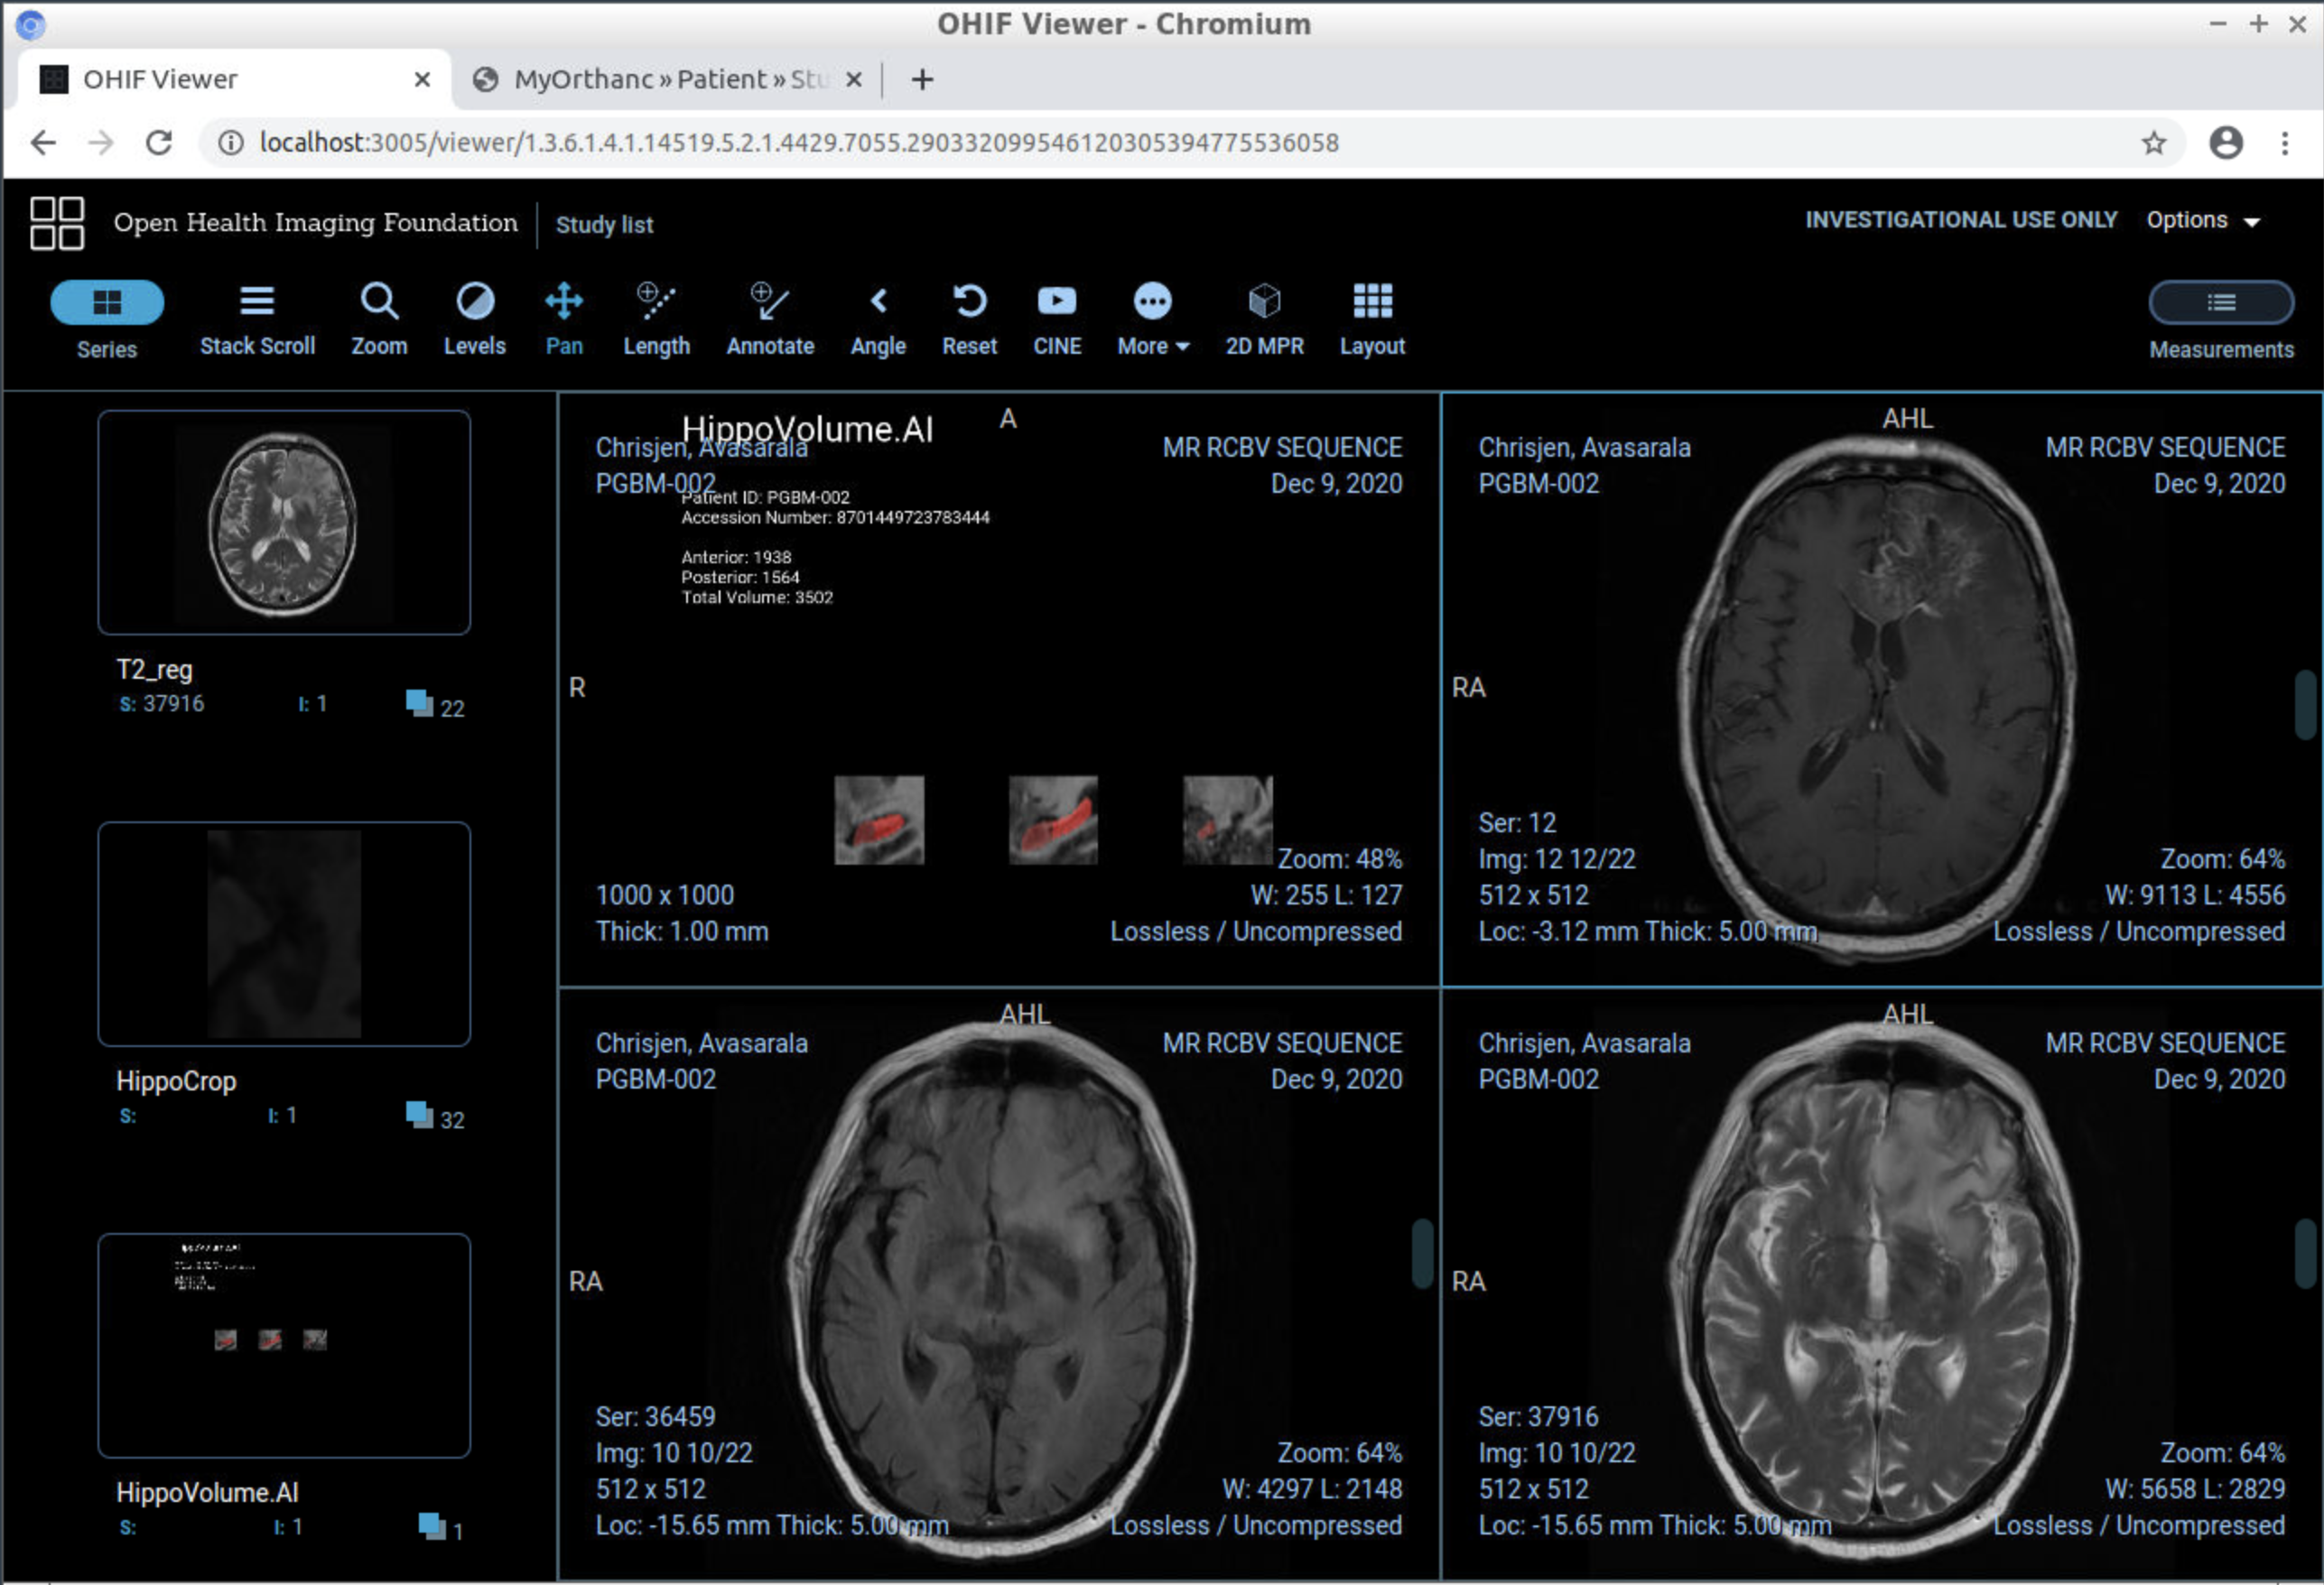 OHIF Viewer - Chromium
OHIF Viewer
MyOrthanc » Patient » Stu
localhost:3005/viewer/1.3.6.1.4.1.14519.5.2.1.4429.7055.290332099546120305394775536058
Open Health Imaging Foundation
Study list
INVESTIGATIONAL USE ONLY
Options
Series
Stack Scroll
Zoom
Levels
Pan
Length
Annotate
Angle
Reset
CINE
More
2D MPR
Layout
Measurements
T2_reg
S: 37916 I: 1 22
HippoCrop
S: I: 1 32
HippoVolume.AI
S: I: 1 1
HippoVolume.AI
A
Chrisjen, Avasarala
PGBM-002
MR RCBV SEQUENCE
Dec 9, 2020
Patient ID: PGBM-002
Accession Number: 8701449723783444
Anterior: 1938
Posterior: 1564
Total Volume: 3502
R
1000 x 1000
Thick: 1.00 mm
Zoom: 48%
W: 255 L: 127
Lossless / Uncompressed
AHL
Chrisjen, Avasarala
PGBM-002
MR RCBV SEQUENCE
Dec 9, 2020
RA
Ser: 12
Img: 12 12/22
512 x 512
Loc: -3.12 mm Thick: 5.00 mm
Zoom: 64%
W: 9113 L: 4556
Lossless / Uncompressed
AHL
Chrisjen, Avasarala
PGBM-002
MR RCBV SEQUENCE
Dec 9, 2020
RA
Ser: 36459
Img: 10 10/22
512 x 512
Loc: -15.65 mm Thick: 5.00 mm
Zoom: 64%
W: 4297 L: 2148
Lossless / Uncompressed
AHL
Chrisjen, Avasarala
PGBM-002
MR RCBV SEQUENCE
Dec 9, 2020
RA
Ser: 37916
Img: 10 10/22
512 x 512
Loc: -15.65 mm Thick: 5.00 mm
Zoom: 64%
W: 5658 L: 2829
Lossless / Uncompressed